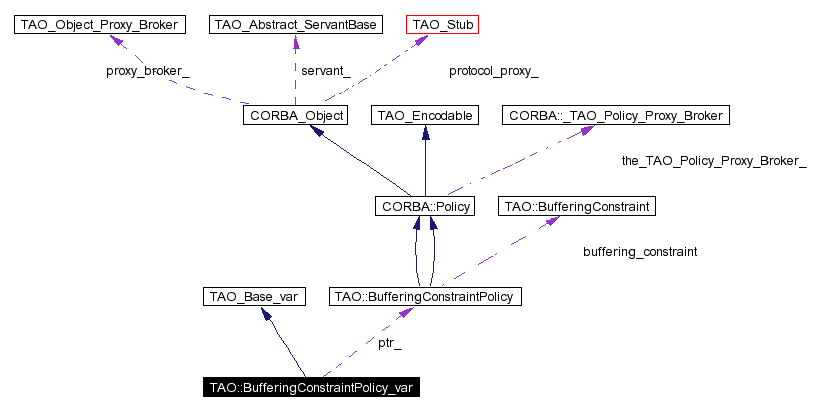 TAO_Object_Proxy_Broker
TAO_Abstract_ServantBase
TAO_Stub
proxy_broker_
servant_
protocol_proxy_
CORBA_Object
TAO_Encodable
CORBA::_TAO_Policy_Proxy_Broker
the_TAO_Policy_Proxy_Broker_
CORBA::Policy
TAO::BufferingConstraint
buffering_constraint
TAO_Base_var
TAO::BufferingConstraintPolicy
ptr_
TAO::BufferingConstraintPolicy_var